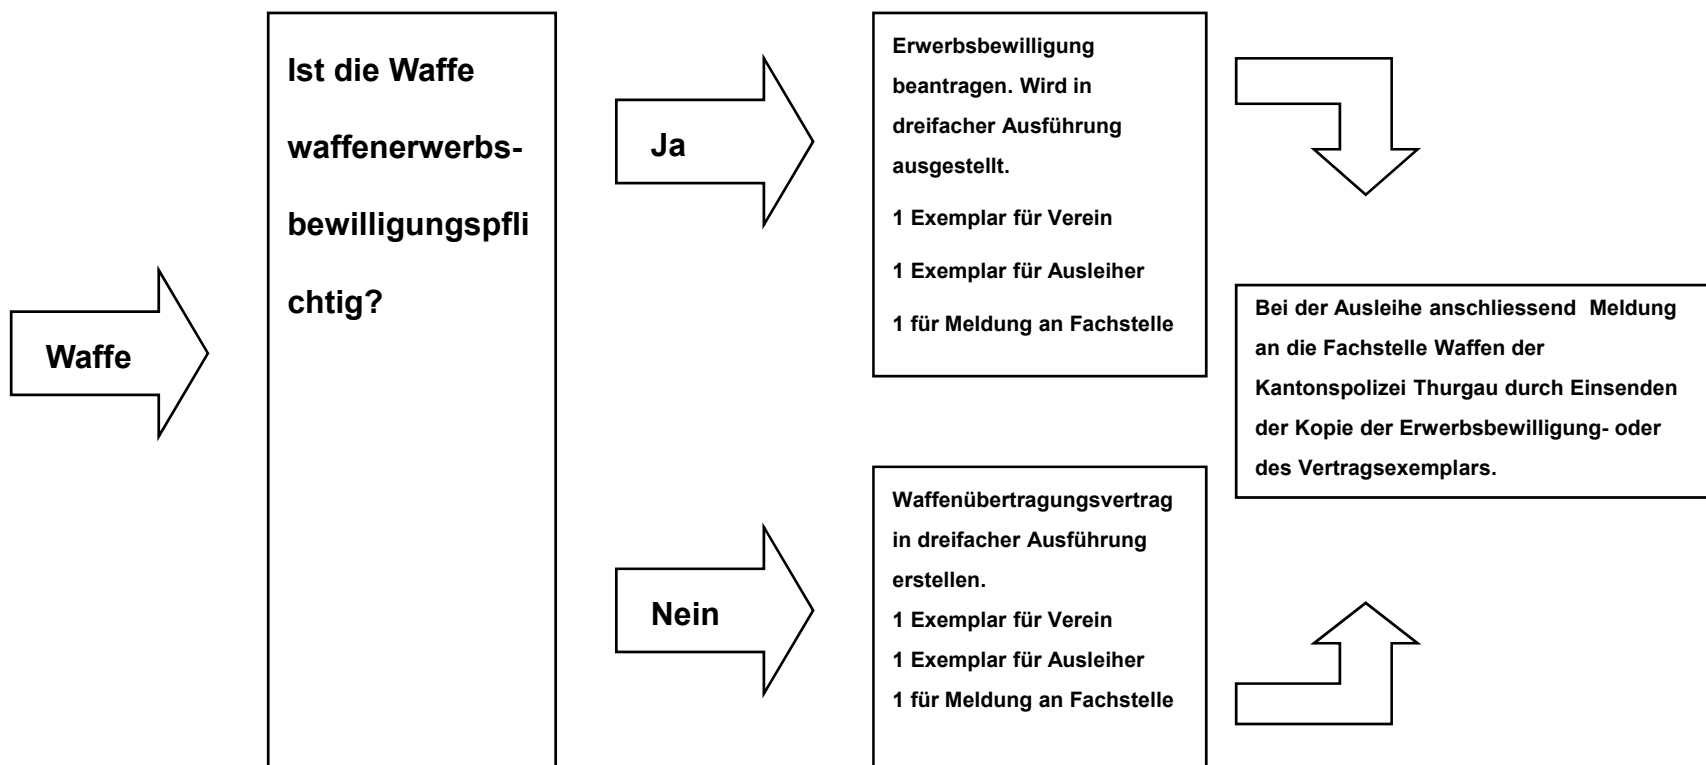 Waffe
Ist die Waffe
waffenerwerbs-
bewilligungspfli
chtig?
Ja
Erwerbsbewilligung
beantragen. Wird in
dreifacher Ausführung
ausgestellt.
1 Exemplar für Verein
1 Exemplar für Ausleiher
1 für Meldung an Fachstelle
Nein
Waffenübertragungsvertrag
in dreifacher Ausführung
erstellen.
1 Exemplar für Verein
1 Exemplar für Ausleiher
1 für Meldung an Fachstelle
Bei der Ausleihe anschliessend  Meldung
an die Fachstelle Waffen der
Kantonspolizei Thurgau durch Einsenden
der Kopie der Erwerbsbewilligung- oder
des Vertragsexemplars.